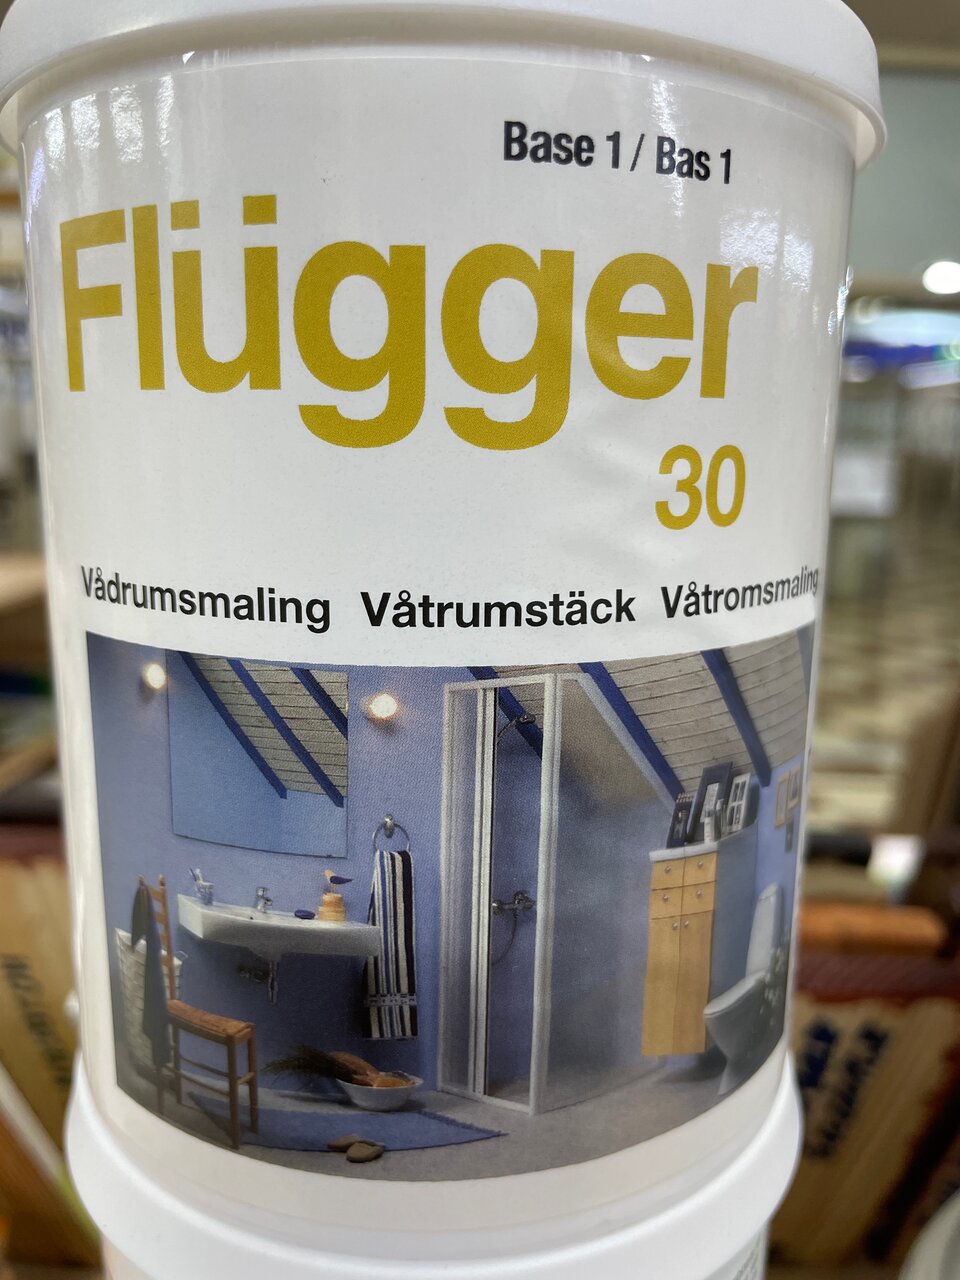 Base 1 / Bas 1
Flügger
30
Vådrumsmaling Våtrumstäck Våtromsmaling